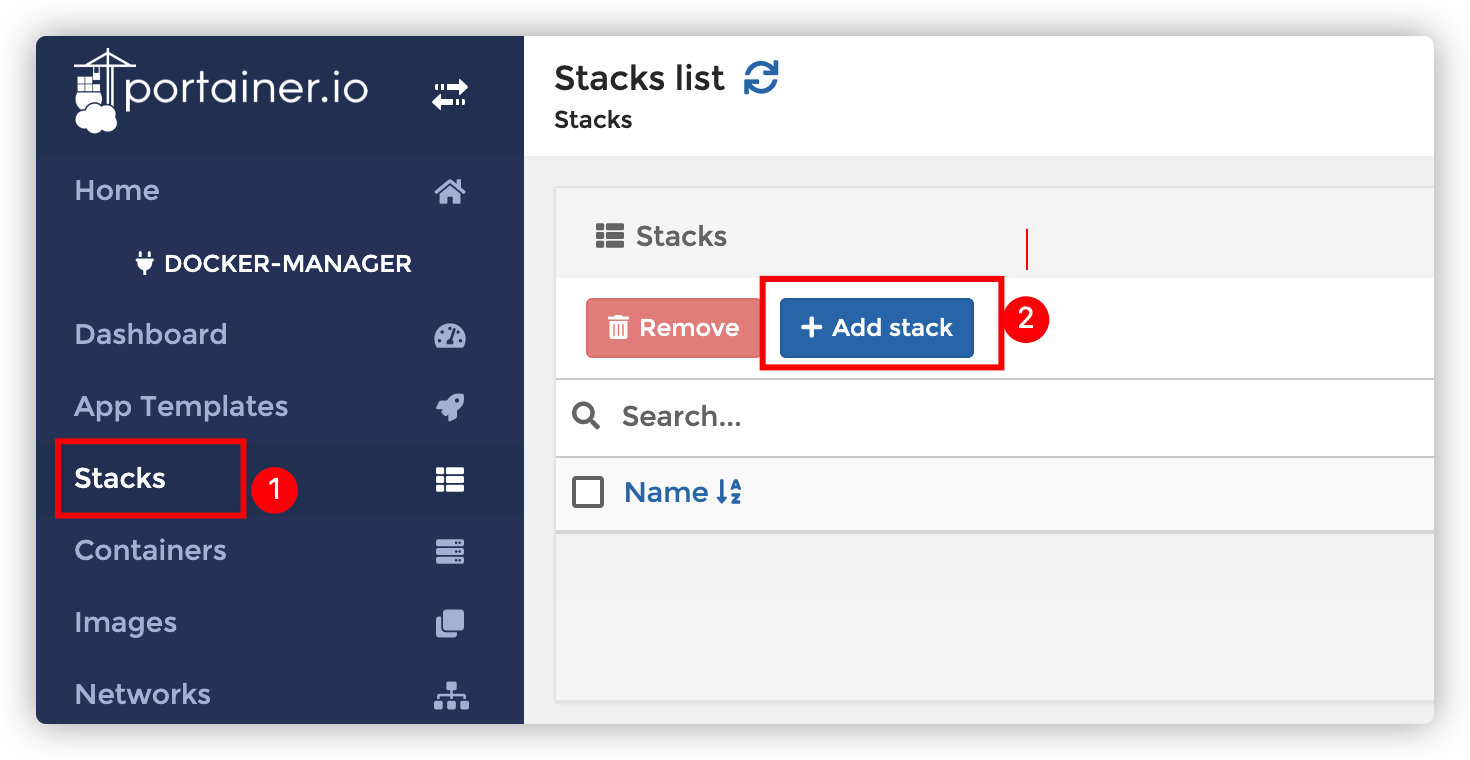 portainer.io
Home
DOCKER-MANAGER
Dashboard
App Templates
Stacks
1
Containers
Images
Networks
Stacks list
Stacks
Stacks
Remove
Add stack
2
Search...
Name